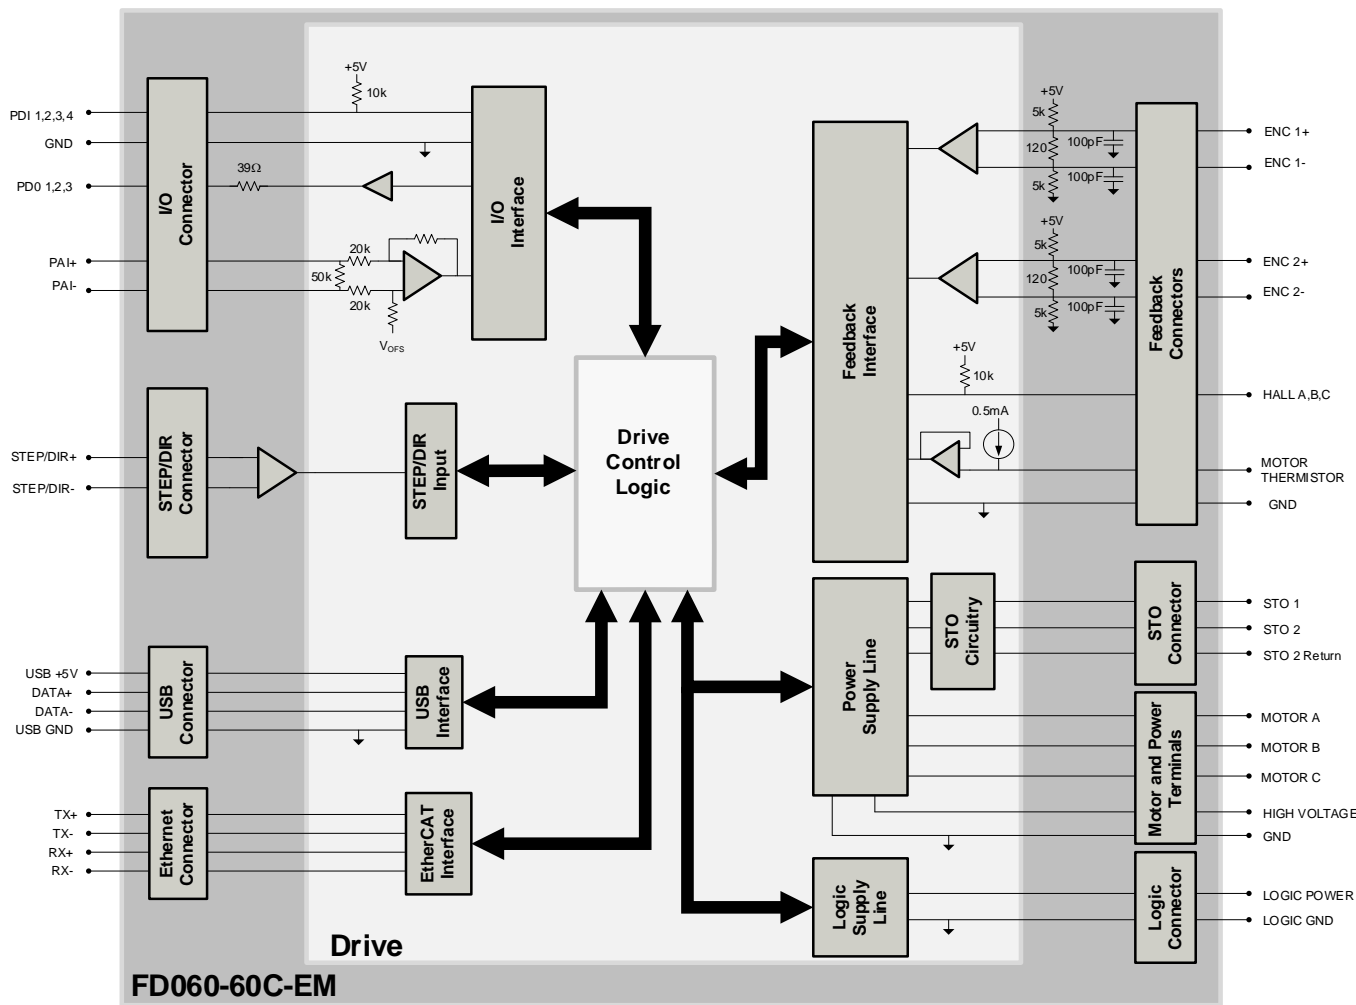 +5V
10k
PDI 1,2,3,4
GND
PD0 1,2,3
39Ω
PAI+
PAI-
20k
50k
20k
VOFS
I/O
Connector
I/O
Interface
STEP/DIR+
STEP/DIR-
STEP/DIR
Connector
STEP/DIR
Input
Drive
Control
Logic
USB +5V
DATA+
DATA-
USB GND
USB
Connector
USB
Interface
TX+
TX-
RX+
RX-
Ethernet
Connector
EtherCAT
Interface
Feedback
Interface
+5V
5k
120
5k
100pF
100pF
ENC 1+
ENC 1-
+5V
5k
120
5k
100pF
100pF
ENC 2+
ENC 2-
Feedback
Connectors
+5V
10k
HALL A,B,C
0.5mA
MOTOR
THERMISTOR
GND
Power
Supply Line
STO
Circuitry
STO
Connector
STO 1
STO 2
STO 2 Return
Motor and Power
Terminals
MOTOR A
MOTOR B
MOTOR C
HIGH VOLTAGE
GND
Logic
Supply
Line
Logic
Connector
LOGIC POWER
LOGIC GND
Drive
FD060-60C-EM